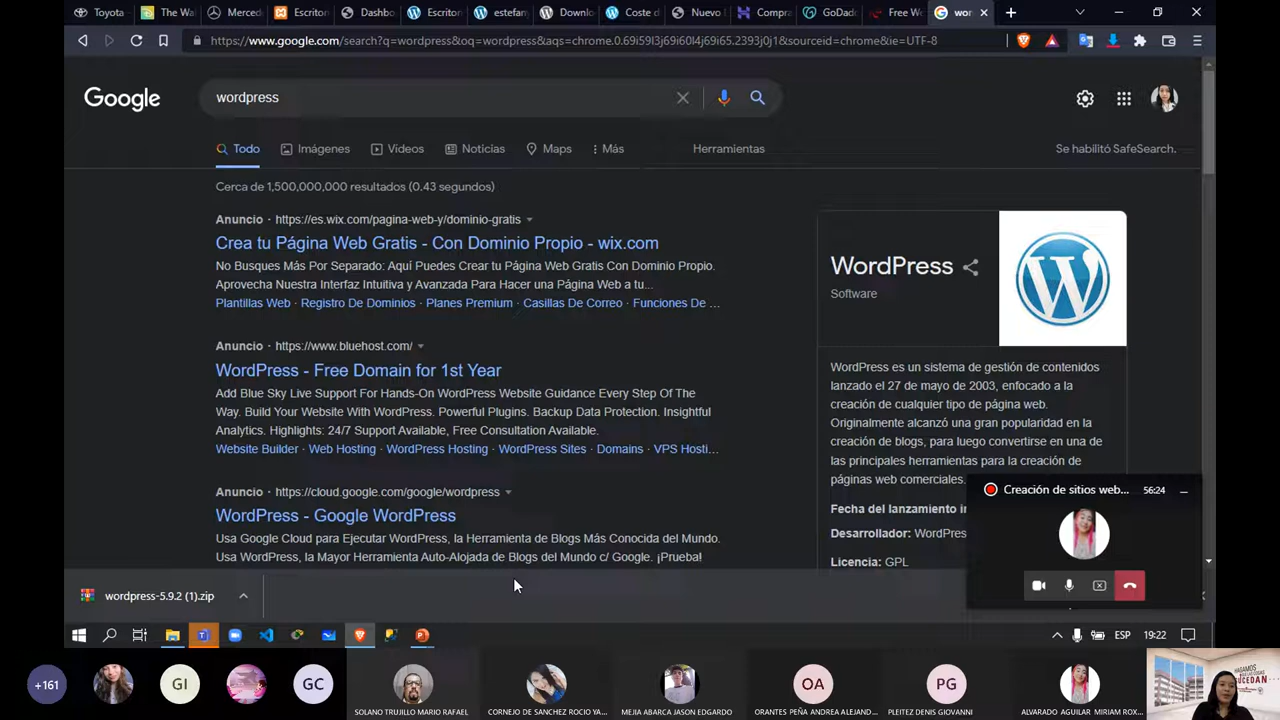 Toyota
The Wa
Merced
Escriton
Dashbo
Escritor
estefany
Downlo
Coste d
Nuevo l
Compra
GoDadd
Free We
wor
https://www.google.com/search?q=wordpress&oq=wordpress&aqs=chrome.0.69i59l3j69i60l4j69i65.2393j0j1&sourceid=chrome&ie=UTF-8
Google
wordpress
Todo
Imágenes
Videos
Noticias
Maps
Más
Herramientas
Se habilitó SafeSearch.
Cerca de 1,500,000,000 resultados (0.43 segundos)
Anuncio · https://es.wix.com/pagina-web-y/dominio-gratis
Crea tu Página Web Gratis - Con Dominio Propio - wix.com
No Busques Más Por Separado: Aquí Puedes Crear tu Página Web Gratis Con Dominio Propio.
Aprovecha Nuestra Interfaz Intuitiva y Avanzada Para Hacer una Página Web a tu...
Plantillas Web · Registro De Dominios · Planes Premium · Casillas De Correo · Funciones De ...
Anuncio · https://www.bluehost.com/
WordPress - Free Domain for 1st Year
Add Blue Sky Live Support For Hands-On WordPress Website Guidance Every Step Of The
Way. Build Your Website With WordPress. Powerful Plugins. Backup Data Protection. Insightful
Analytics. Highlights: 24/7 Support Available, Free Consultation Available.
Website Builder · Web Hosting · WordPress Hosting · WordPress Sites · Domains · VPS Hosti...
Anuncio · https://cloud.google.com/google/wordpress
WordPress - Google WordPress
Usa Google Cloud para Ejecutar WordPress, la Herramienta de Blogs Más Conocida del Mundo.
Usa WordPress, la Mayor Herramienta Auto-Alojada de Blogs del Mundo c/ Google. ¡Prueba!
WordPress
Software
WordPress es un sistema de gestión de contenidos
lanzado el 27 de mayo de 2003, enfocado a la
creación de cualquier tipo de página web.
Originalmente alcanzó una gran popularidad en la
creación de blogs, para luego convertirse en una de
las principales herramientas para la creación de
páginas web comerciales.
Fecha del lanzamiento in
Desarrollador: WordPres
Licencia: GPL
Creación de sitios web...
56:24
wordpress-5.9.2 (1).zip
ESP
19:22
+161
GI
GC
SOLANO TRUJILLO MARIO RAFAEL
CORNEJO DE SANCHEZ ROCIO YA...
MEJIA ABARCA JASON EDGARDO
OA
ORANTES PEÑA ANDREA ALEJAND...
PG
PLEITEZ DENIS GIOVANNI
ALVARADO AGUILAR MIRIAM ROX...
HAGAMOS
QUE LAS COSAS
SUCEDAN